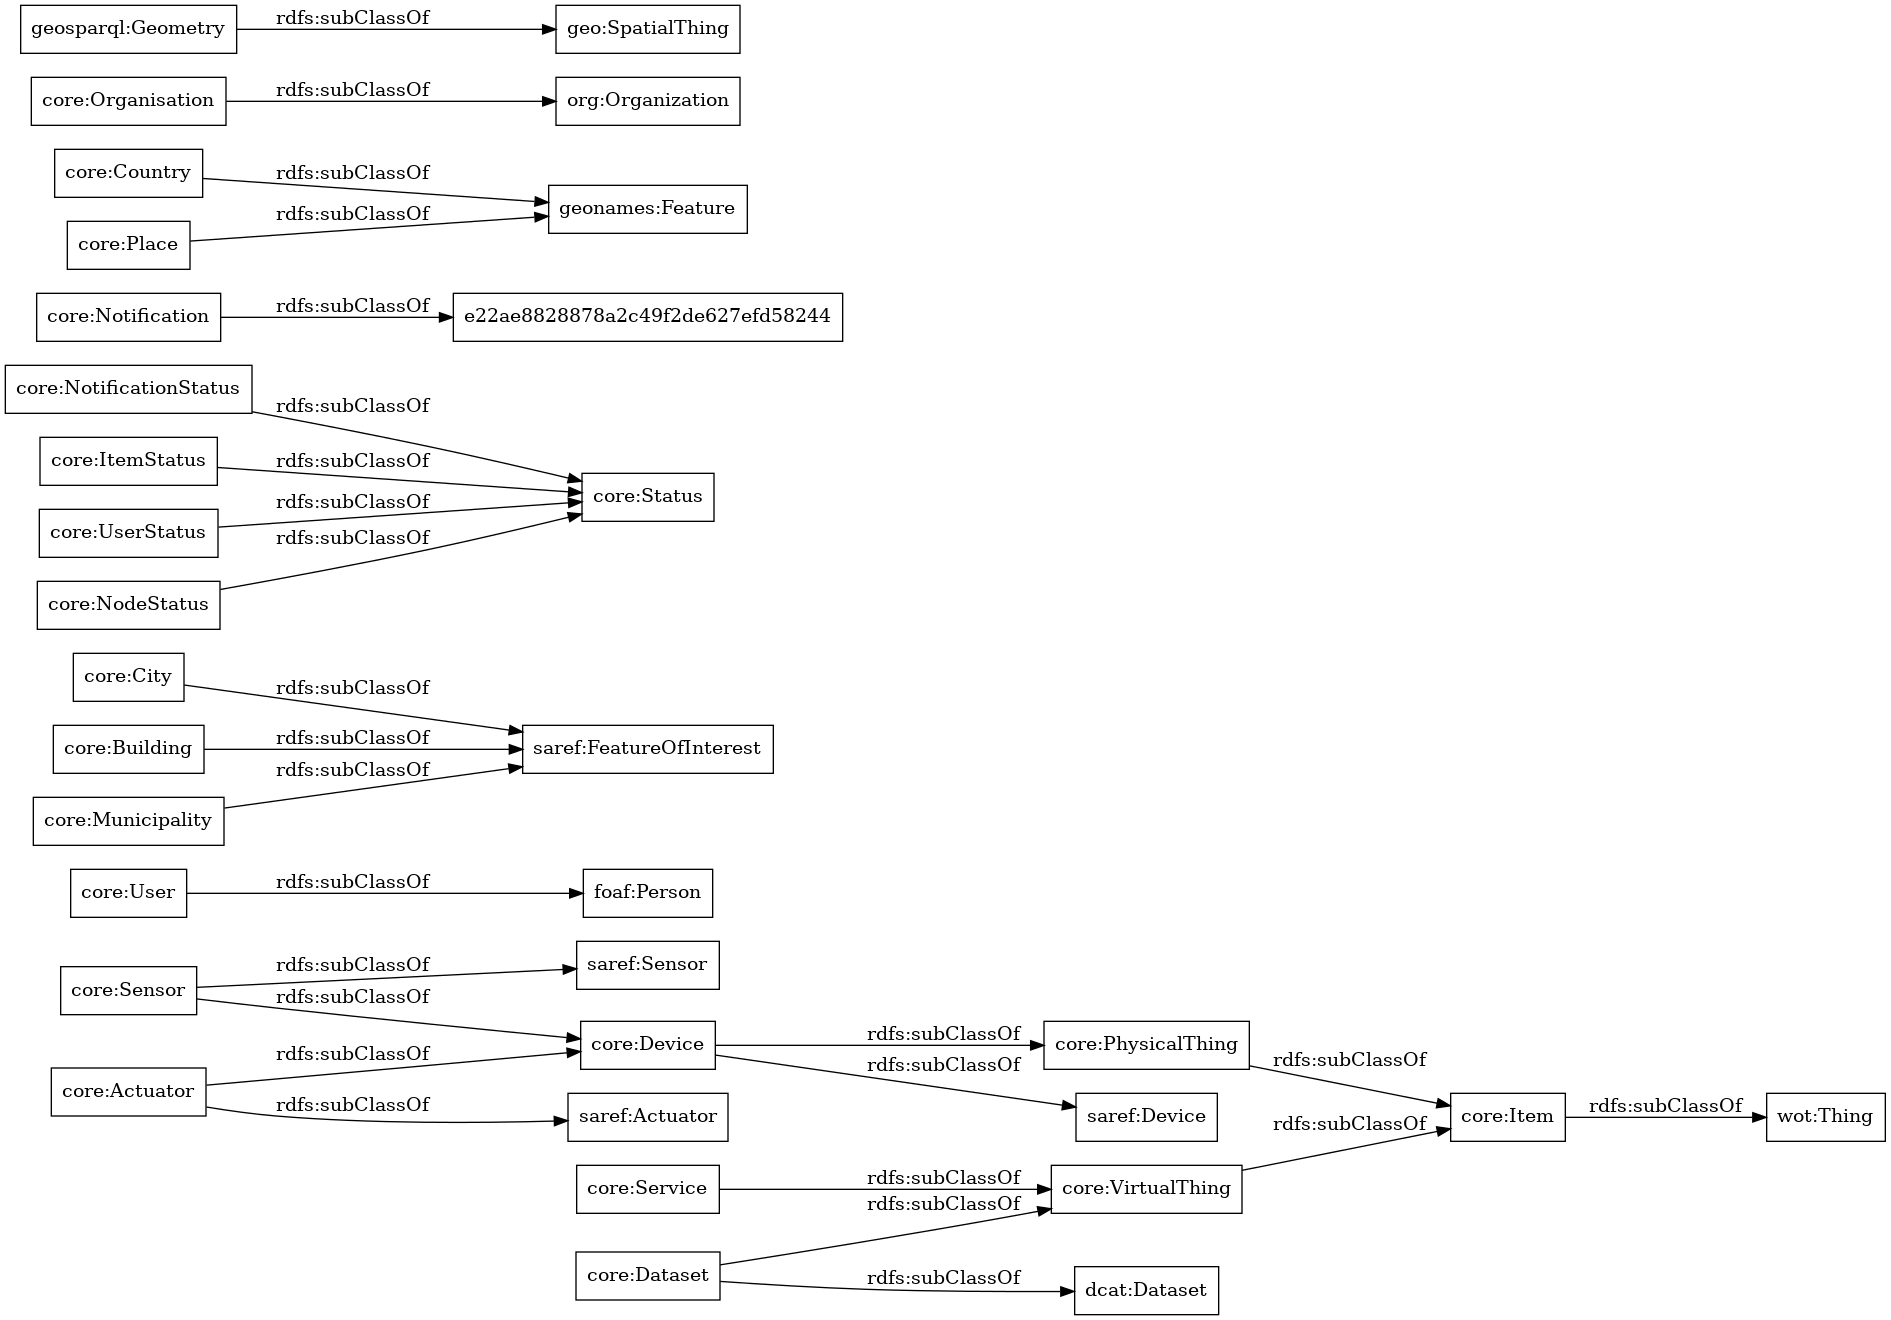 geosparql:Geometry
rdfs:subClassOf
geo:SpatialThing
core:Organisation
rdfs:subClassOf
org:Organization
core:Country
rdfs:subClassOf
geonames:Feature
core:Place
rdfs:subClassOf
core:Notification
rdfs:subClassOf
e22ae8828878a2c49f2de627efd58244
core:NotificationStatus
rdfs:subClassOf
core:ItemStatus
rdfs:subClassOf
core:Status
core:UserStatus
rdfs:subClassOf
core:NodeStatus
rdfs:subClassOf
core:City
rdfs:subClassOf
core:Building
rdfs:subClassOf
saref:FeatureOfInterest
core:Municipality
rdfs:subClassOf
core:User
rdfs:subClassOf
foaf:Person
core:Sensor
rdfs:subClassOf
saref:Sensor
rdfs:subClassOf
core:Actuator
rdfs:subClassOf
core:Device
rdfs:subClassOf
saref:Actuator
rdfs:subClassOf
core:PhysicalThing
rdfs:subClassOf
saref:Device
rdfs:subClassOf
core:Item
rdfs:subClassOf
wot:Thing
core:Service
rdfs:subClassOf
core:VirtualThing
rdfs:subClassOf
core:Dataset
rdfs:subClassOf
rdfs:subClassOf
dcat:Dataset